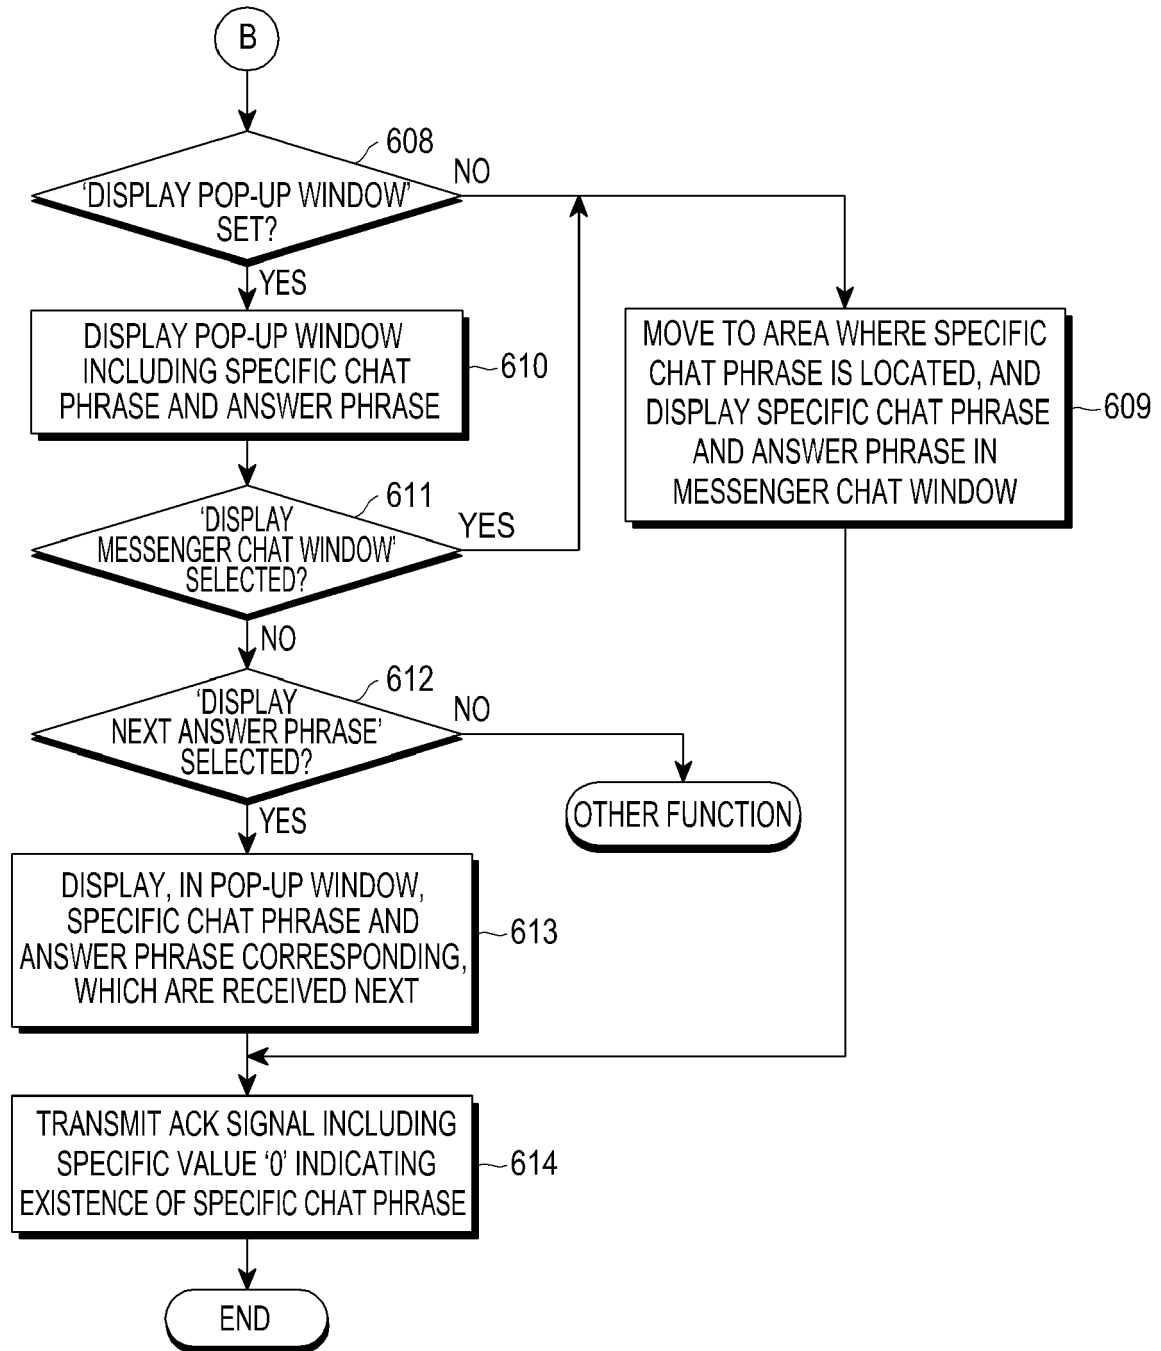 B
608
‘DISPLAY POP-UP WINDOW’
SET?
NO
YES
DISPLAY POP-UP WINDOW
INCLUDING SPECIFIC CHAT
PHRASE AND ANSWER PHRASE
610
MOVE TO AREA WHERE SPECIFIC
CHAT PHRASE IS LOCATED, AND
DISPLAY SPECIFIC CHAT PHRASE
AND ANSWER PHRASE IN
MESSENGER CHAT WINDOW
609
611
‘DISPLAY
MESSENGER CHAT WINDOW’
SELECTED?
YES
NO
612
‘DISPLAY
NEXT ANSWER PHRASE’
SELECTED?
NO
YES
OTHER FUNCTION
DISPLAY, IN POP-UP WINDOW,
SPECIFIC CHAT PHRASE AND
ANSWER PHRASE CORRESPONDING,
WHICH ARE RECEIVED NEXT
613
TRANSMIT ACK SIGNAL INCLUDING
SPECIFIC VALUE ‘0’ INDICATING
EXISTENCE OF SPECIFIC CHAT PHRASE
614
END